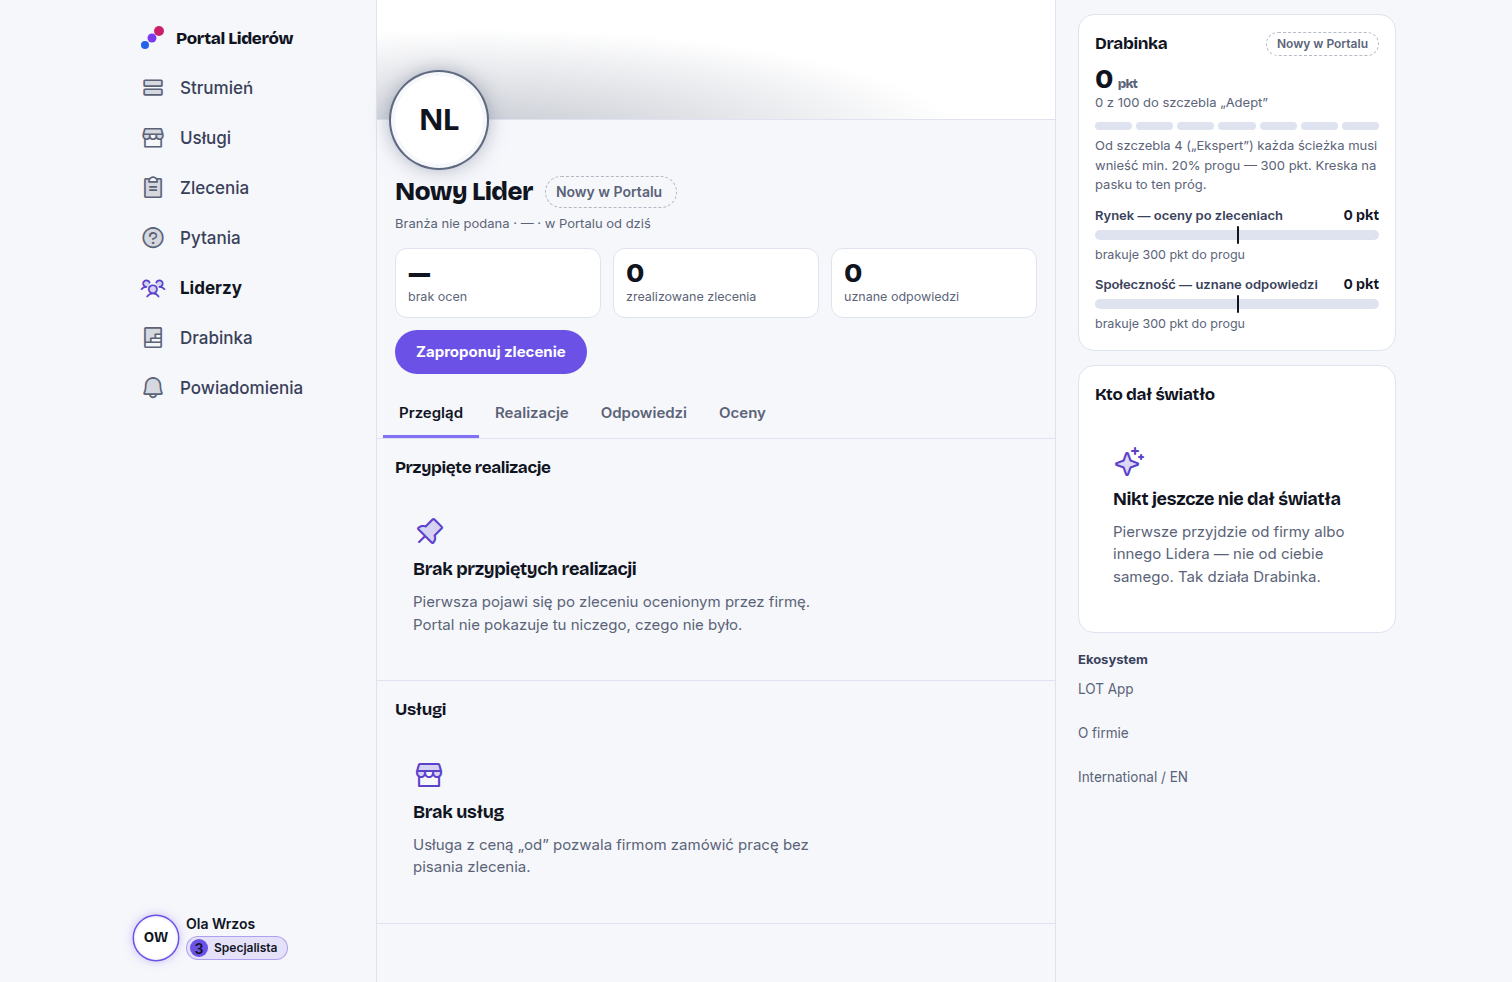 Portal Liderów
Strumień
Usługi
Zlecenia
Pytania
Liderzy
Drabinka
Powiadomienia
OW
Ola Wrzos
3 Specjalista
NL
Nowy Lider
Nowy w Portalu
Branża nie podana · — · w Portalu od dziś
—
brak ocen
0
zrealizowane zlecenia
0
uznane odpowiedzi
Zaproponuj zlecenie
Przegląd Realizacje Odpowiedzi Oceny
Przypięte realizacje
Brak przypiętych realizacji
Pierwsza pojawi się po zleceniu ocenionym przez firmę.
Portal nie pokazuje tu niczego, czego nie było.
Usługi
Brak usług
Usługa z ceną „od” pozwala firmom zamówić pracę bez
pisania zlecenia.
Drabinka
Nowy w Portalu
0 pkt
0 z 100 do szczebla „Adept”
Od szczebla 4 („Ekspert”) każda ścieżka musi
wnieść min. 20% progu — 300 pkt. Kreska na
pasku to ten próg.
Rynek — oceny po zleceniach 0 pkt
brakuje 300 pkt do progu
Społeczność — uznane odpowiedzi 0 pkt
brakuje 300 pkt do progu
Kto dał światło
Nikt jeszcze nie dał światła
Pierwsze przyjdzie od firmy albo
innego Lidera — nie od ciebie
samego. Tak działa Drabinka.
Ekosystem
LOT App
O firmie
International / EN